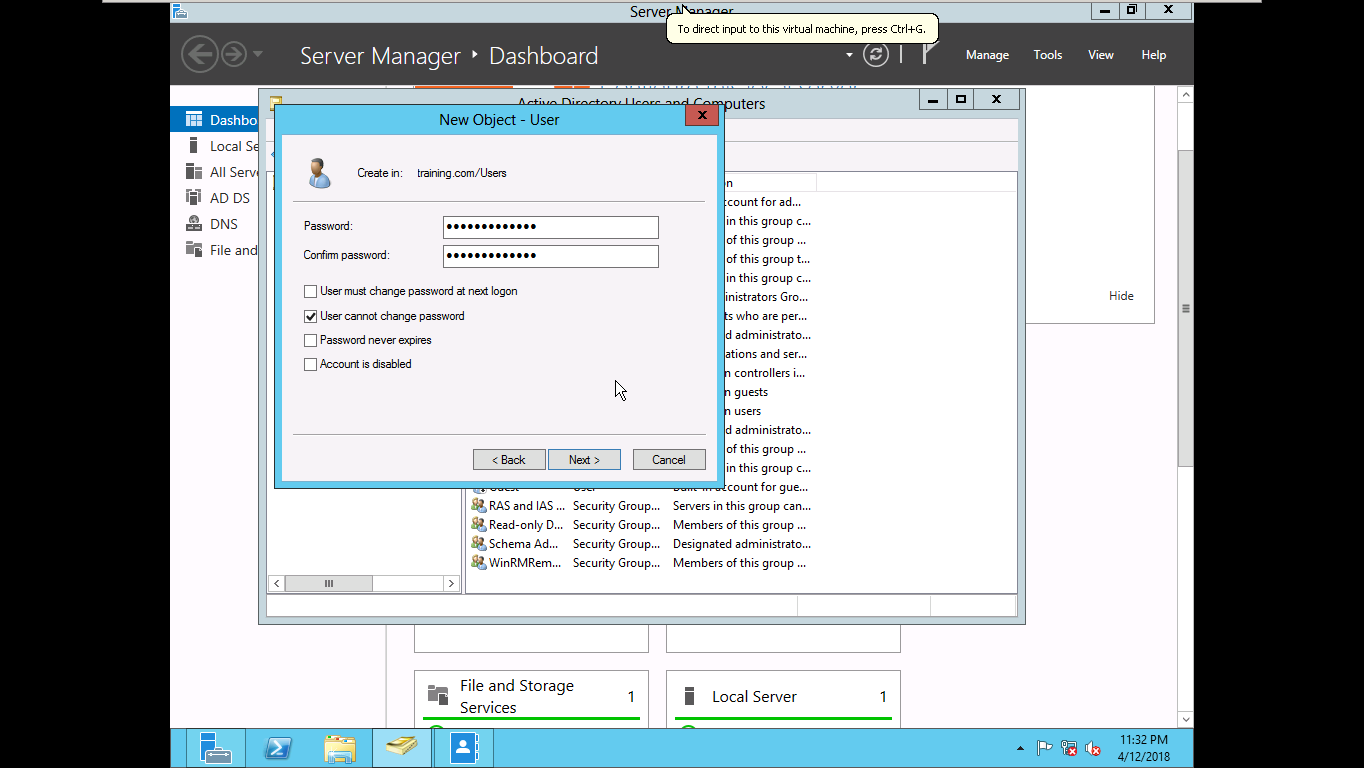 Server Manager
To direct input to this virtual machine, press Ctrl+G.
Server Manager
Dashboard
Manage
Tools
View
Help
Active Directory Users and Computers
New Object - User
Create in: training.com/Users
Password:
Confirm password:
User must change password at next logon
User cannot change password
Password never expires
Account is disabled
< Back
Next >
Cancel
Dashbo
Local Se
All Serve
AD DS
DNS
File and
count for ad...
in this group c...
of this group ...
of this group t...
in this group c...
inistrators Gro...
ts who are per...
d administrato...
ations and ser...
n controllers i...
n guests
n users
d administrato...
of this group ...
in this group c...
Guest User Built-in account for gue...
RAS and IAS ... Security Group... Servers in this group can...
Read-only D... Security Group... Members of this group ...
Schema Ad... Security Group... Designated administrato...
WinRMRem... Security Group... Members of this group ...
Hide
File and Storage
Services
1
Local Server
1
11:32 PM
4/12/2018